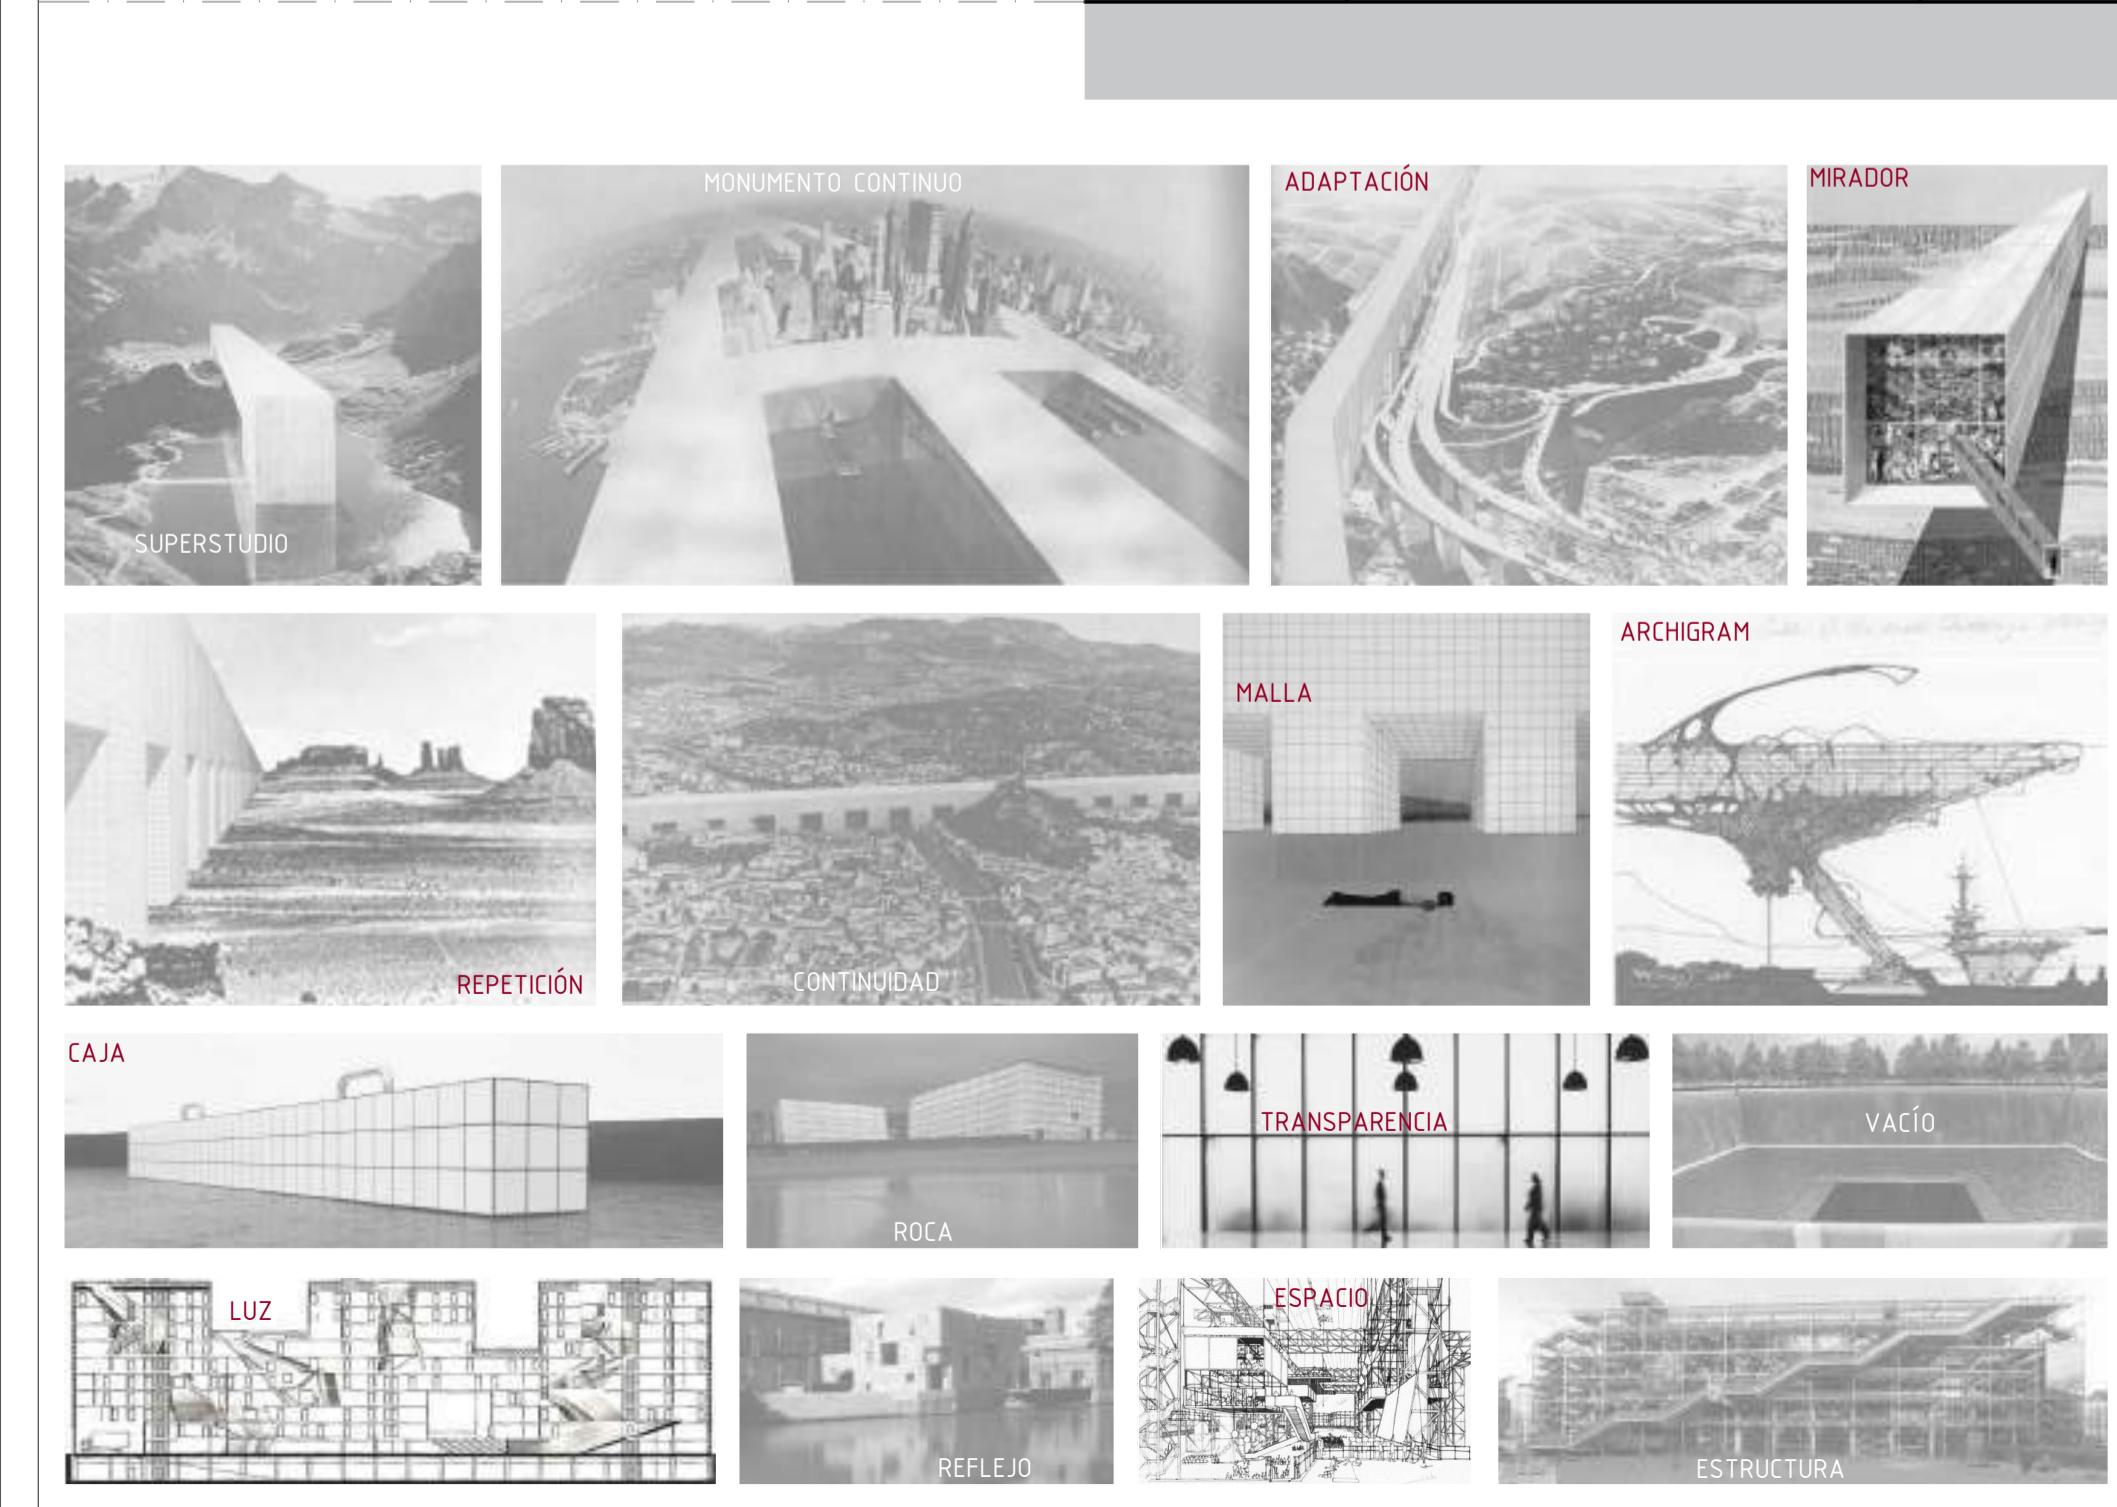 MONUMENTO CONTINUO
ADAPTACIÓN
MIRADOR
SUPERSTUDIO
ARCHIGRAM
MALLA
REPETICIÓN
CONTINUIDAD
CAJA
TRANSPARENCIA
VACÍO
ROCA
LUZ
ESPACIO
REFLEJO
ESTRUCTURA